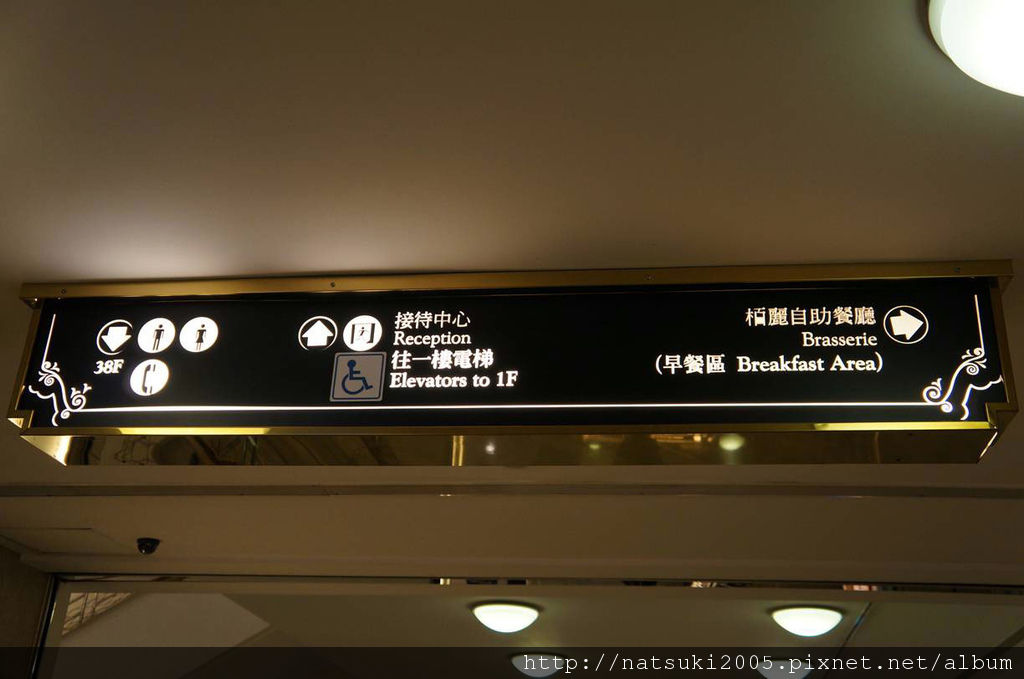 38F
接待中心
Reception
往一樓電梯
Elevators to 1F
栢麗自助餐廳
Brasserie
(早餐區 Breakfast Area)
http://natsuki2005.pixnet.net/album